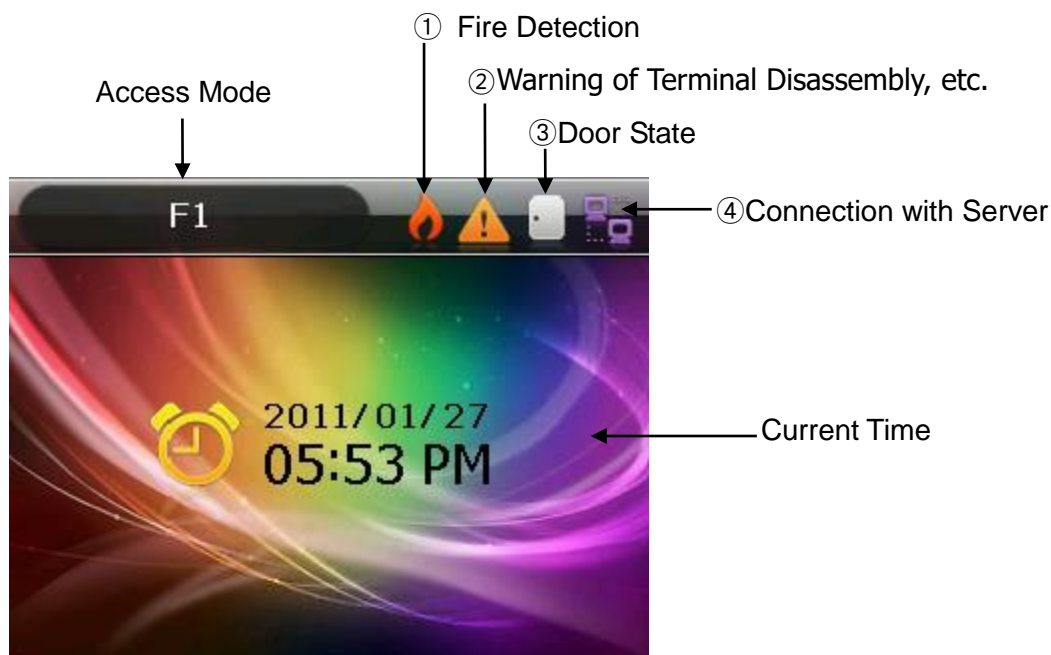 ① Fire Detection
②Warning of Terminal Disassembly, etc.
Access Mode
③Door State
F1
④Connection with Server
2011/01/27
05:53 PM
Current Time